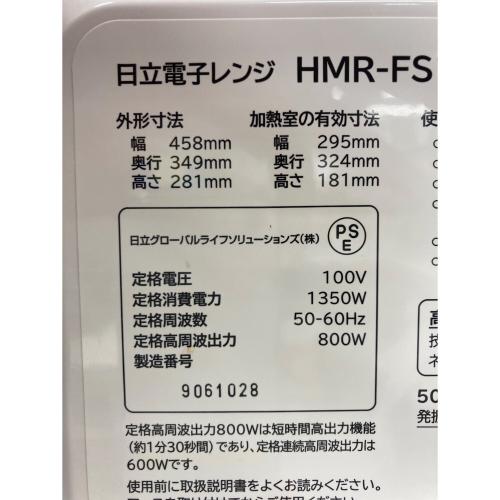 日立電子レンジ HMR-FS
外形寸法 加熱室の有効寸法 使
幅 458mm 幅 295mm
奥行 349mm 奥行 324mm
高さ 281mm 高さ 181mm
日立グローバルライフソリューションズ(株) PSE
定格電圧 100V
定格消費電力 1350W
定格周波数 50-60Hz
定格高周波出力 800W
製造番号
9061028
高
技
ネ
50
発振
定格高周波出力800Wは短時間高出力機能
(約1分30秒間)であり、定格連続高周波出力は
600Wです。
使用前に取扱説明書をよくお読みください。